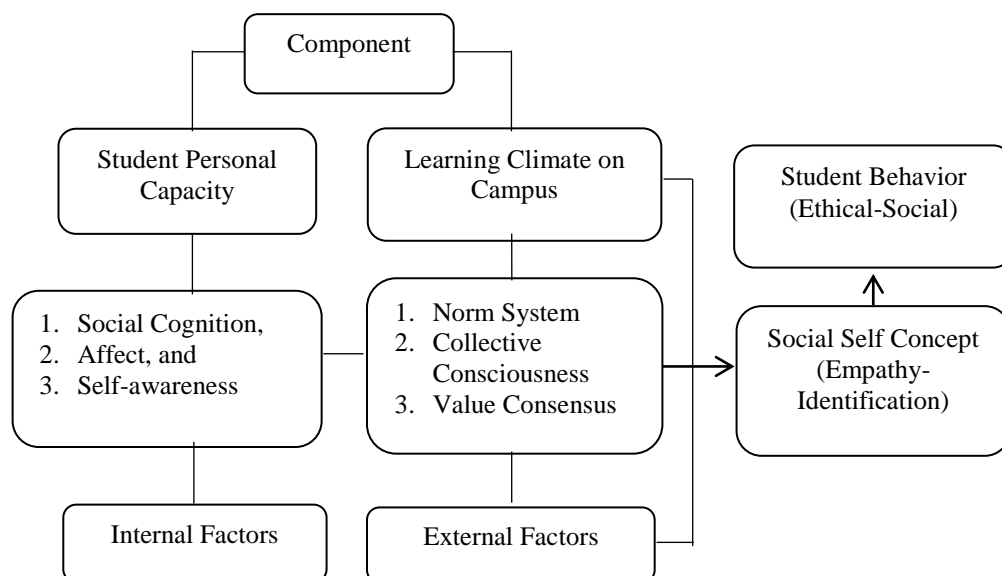 Component
Student Personal
Capacity
Learning Climate on
Campus
Student Behavior
(Ethical-Social)
1. Social Cognition,
2. Affect, and
3. Self-awareness
1. Norm System
2. Collective
Consciousness
3. Value Consensus
Social Self Concept
(Empathy-
Identification)
Internal Factors
External Factors